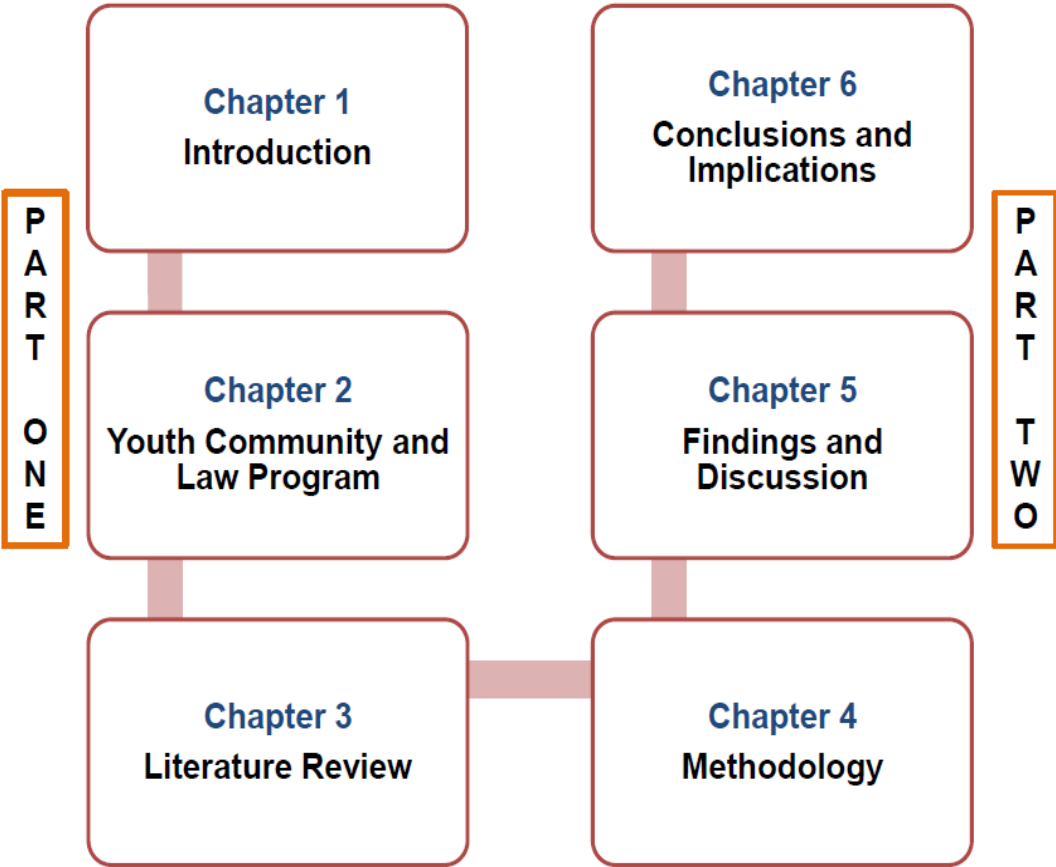 PART ONE
Chapter 1
Introduction
Chapter 2
Youth Community and
Law Program
Chapter 3
Literature Review
Chapter 4
Methodology
Chapter 5
Findings and
Discussion
Chapter 6
Conclusions and
Implications
PART TWO